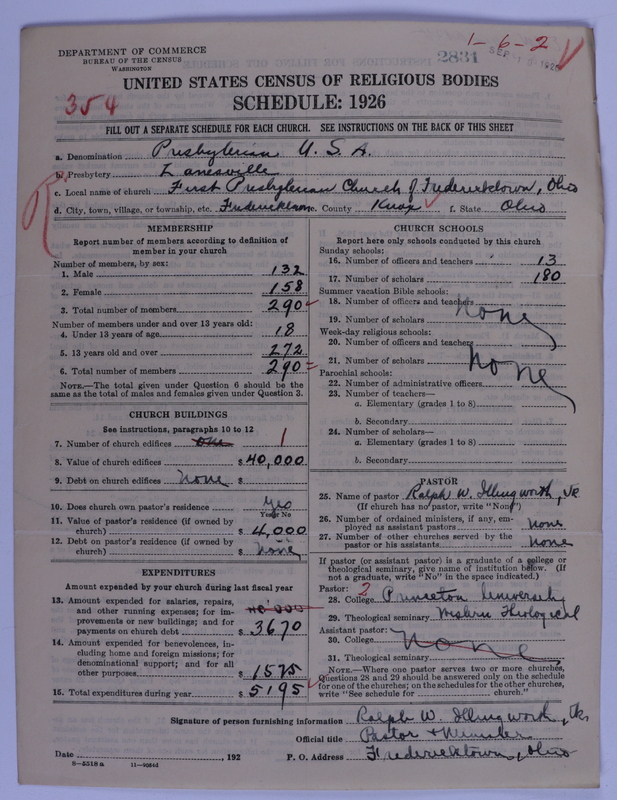 DEPARTMENT OF COMMERCE
BUREAU OF THE CENSUS
WASHINGTON
1-6-2
2831
SEP 1926
354
UNITED STATES CENSUS OF RELIGIOUS BODIES
SCHEDULE: 1926
FILL OUT A SEPARATE SCHEDULE FOR EACH CHURCH. SEE INSTRUCTIONS ON THE BACK OF THIS SHEET
a. Denomination Presbyterian U. S. A.
b. Presbytery Zanesville
c. Local name of church First Presbyterian Church of Fredericktown, Ohio
d. City, town, village, or township, etc. Fredericktown e. County Knox f. State Ohio
MEMBERSHIP
Report number of members according to definition of
member in your church
Number of members, by sex:
1. Male 132
2. Female 158
3. Total number of members 290
Number of members under and over 13 years old:
4. Under 13 years of age 18
5. 13 years old and over 272
6. Total number of members 290
NOTE.—The total given under Question 6 should be the
same as the total of males and females given under Question 3.
CHURCH BUILDINGS
See instructions, paragraphs 10 to 12
7. Number of church edifices One 1
8. Value of church edifices $ 40,000
9. Debt on church edifices None $
10. Does church own pastor's residence Yes
Yes or No
11. Value of pastor's residence (if owned by
church) $ 4,000
12. Debt on pastor's residence (if owned by
church) $ None
EXPENDITURES
Amount expended by your church during last fiscal year
13. Amount expended for salaries, repairs,
and other running expenses; for im-
provements or new buildings; and for
payments on church debt $ 3670
14. Amount expended for benevolences, in-
cluding home and foreign missions; for
denominational support; and for all
other purposes $ 1525
15. Total expenditures during year $ 5195
CHURCH SCHOOLS
Report here only schools conducted by this church
Sunday schools:
16. Number of officers and teachers 13
17. Number of scholars 180
Summer vacation Bible schools:
18. Number of officers and teachers
19. Number of scholars
none
Week-day religious schools:
20. Number of officers and teachers
21. Number of scholars
none
Parochial schools:
22. Number of administrative officers
23. Number of teachers—
a. Elementary (grades 1 to 8)
b. Secondary
24. Number of scholars—
a. Elementary (grades 1 to 8)
b. Secondary
PASTOR
25. Name of pastor Ralph W. Illingworth, Jr
(If church has no pastor, write "None")
26. Number of ordained ministers, if any, em-
ployed as assistant pastors none
27. Number of other churches served by the
pastor or his assistants none
If pastor (or assistant pastor) is a graduate of a college or
theological seminary, give name of institution below. (If
not a graduate, write "No" in the space indicated.)
Pastor: 2
28. College Princeton University
29. Theological seminary Western Theological
Assistant pastor:
30. College
none
31. Theological seminary
NOTE.—Where one pastor serves two or more churches,
Questions 28 and 29 should be answered only on the schedule
for one of the churches; on the schedules for the other churches,
write "See schedule for church."
Signature of person furnishing information Ralph W. Illingworth, Jr.
Official title Pastor + Minister
Date , 192 P. O. Address Fredericktown, Ohio
8-5518 a 11-9054d